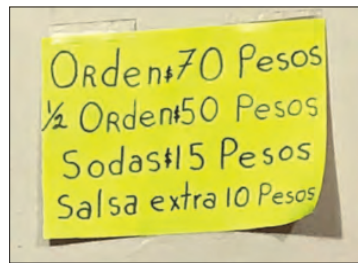 ORden$70 Pesos
½ ORden$50 Pesos
Sodas$15 Pesos
Salsa extra 10 Pesos